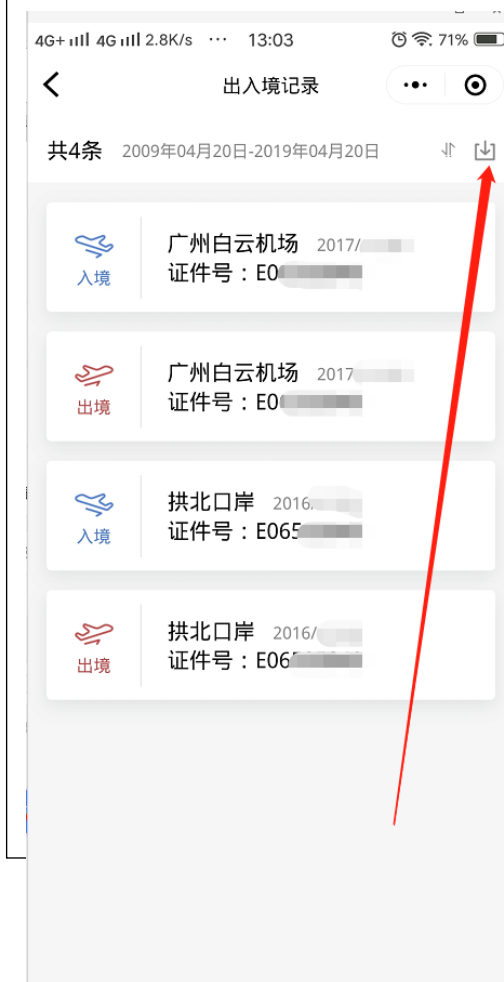 4G+ 4G 2.8K/s ··· 13:03 71%
出入境记录
共4条 2009年04月20日-2019年04月20日
入境
广州白云机场 2017/
证件号：E0
出境
广州白云机场 2017
证件号：E0
入境
拱北口岸 2016
证件号：E065
出境
拱北口岸 2016/
证件号：E06